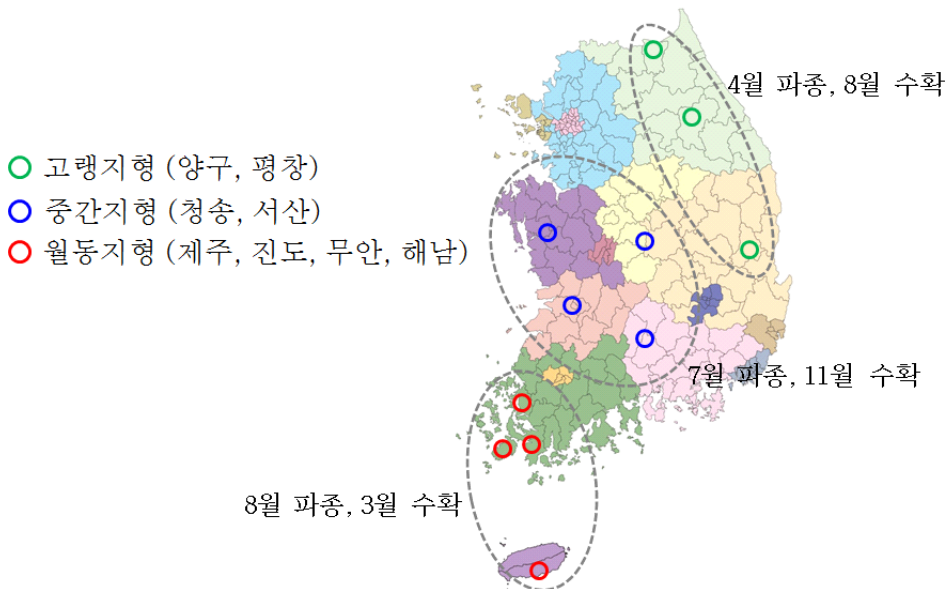 4월 파종, 8월 수확
고랭지형 (양구, 평창)
중간지형 (청송, 서산)
월동지형 (제주, 진도, 무안, 해남)
7월 파종, 11월 수확
8월 파종, 3월 수확